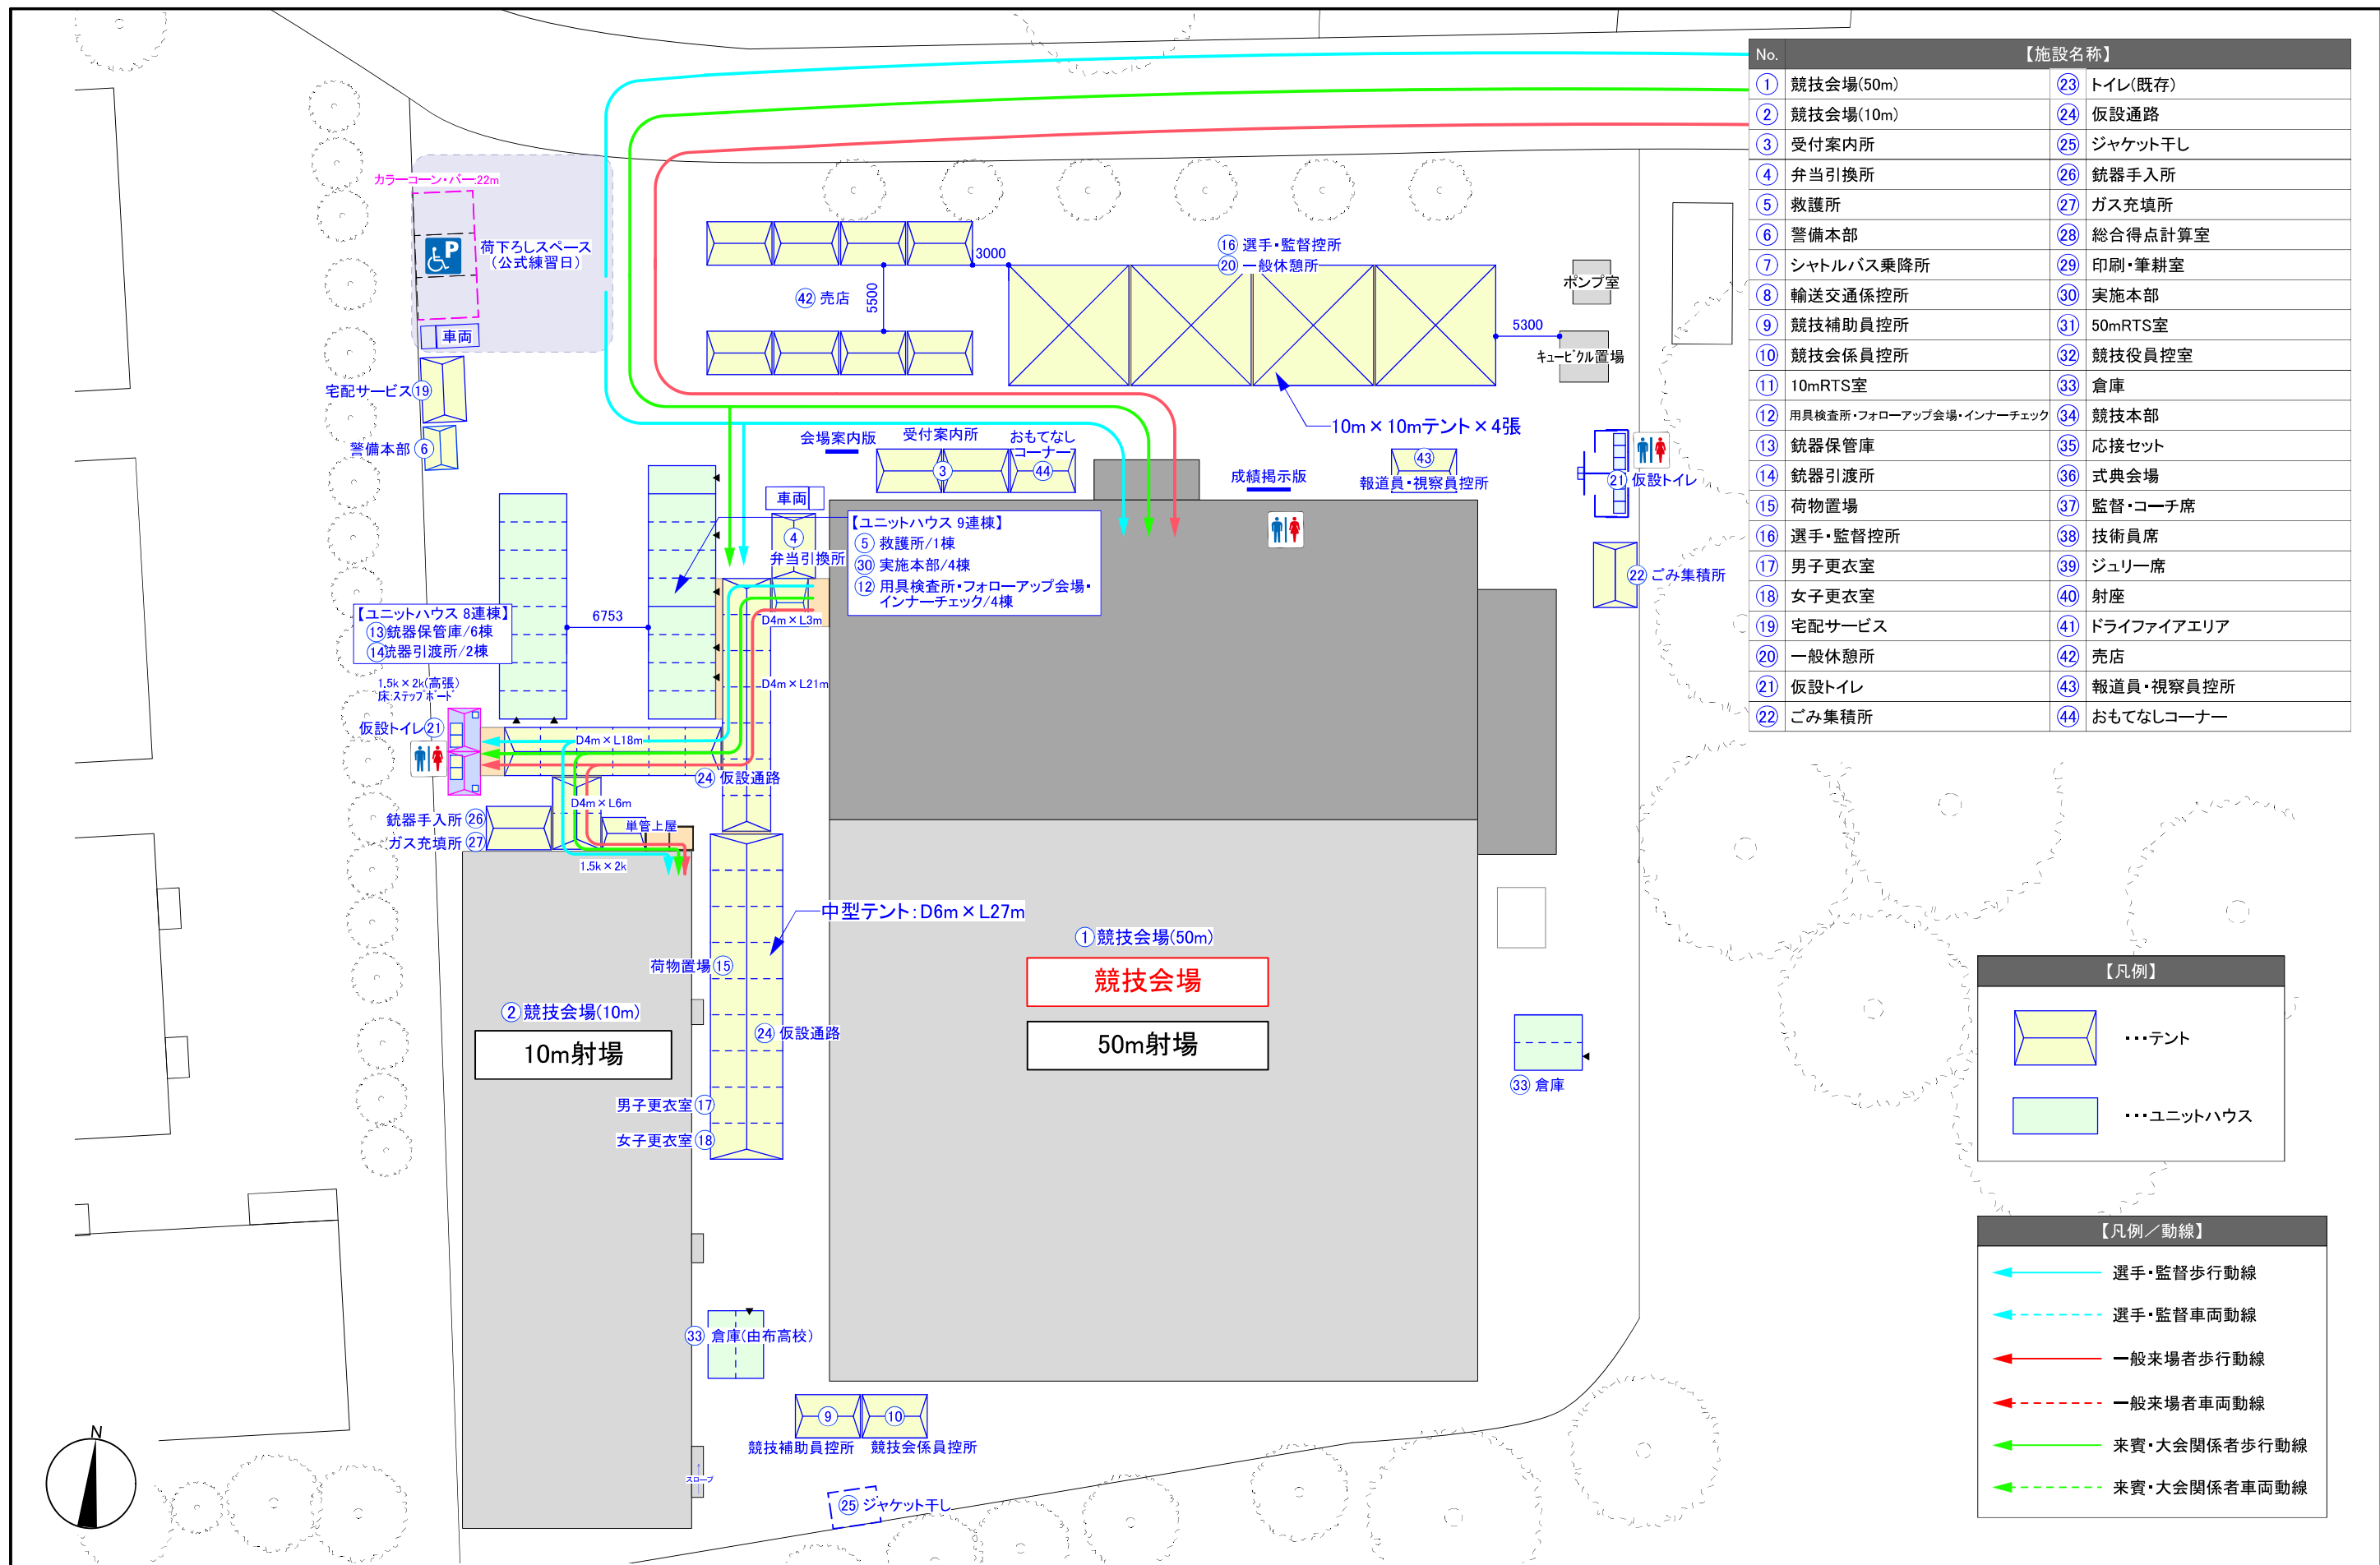 カラーコーン・バー:22m
荷下ろしスペース
(公式練習日)
P
車両
宅配サービス⑲
警備本部⑥
㊷売店
3000
5500
⑯選手・監督控所
⑳一般休憩所
5300
ポンプ室
キュービクル置場
10m×10mテント×4張
会場案内版
受付案内所
③
おもてなし
コーナー
㊹
成績掲示版
㊸
報道員・視察員控所
㉑仮設トイレ
㉒ごみ集積所
車両
④
弁当引換所
【ユニットハウス 9連棟】
⑤救護所/1棟
㉚実施本部/4棟
⑫用具検査所・フォローアップ会場・
インナーチェック/4棟
【ユニットハウス 8連棟】
⑬銃器保管庫/6棟
⑭銃器引渡所/2棟
6753
D4m×L3m
D4m×L21m
1.5k×2k(高張)
床:ステップボード
仮設トイレ㉑
D4m×L18m
㉔仮設通路
D4m×L6m
銃器手入所㉖
ガス充填所㉗
単管上屋
1.5k×2k
中型テント:D6m×L27m
荷物置場⑮
㉔仮設通路
男子更衣室⑰
女子更衣室⑱
②競技会場(10m)
10m射場
①競技会場(50m)
競技会場
50m射場
㉝倉庫
㉝倉庫(由布高校)
⑨
⑩
競技補助員控所
競技会係員控所
スロープ
㉕ジャケット干し
N
No. 【施設名称】
① 競技会場(50m) ㉓ トイレ(既存)
② 競技会場(10m) ㉔ 仮設通路
③ 受付案内所 ㉕ ジャケット干し
④ 弁当引換所 ㉖ 銃器手入所
⑤ 救護所 ㉗ ガス充填所
⑥ 警備本部 ㉘ 総合得点計算室
⑦ シャトルバス乗降所 ㉙ 印刷・筆耕室
⑧ 輸送交通係控所 ㉚ 実施本部
⑨ 競技補助員控所 ㉛ 50mRTS室
⑩ 競技会係員控所 ㉜ 競技役員控室
⑪ 10mRTS室 ㉝ 倉庫
⑫ 用具検査所・フォローアップ会場・インナーチェック ㉞ 競技本部
⑬ 銃器保管庫 ㉟ 応接セット
⑭ 銃器引渡所 ㊱ 式典会場
⑮ 荷物置場 ㊲ 監督・コーチ席
⑯ 選手・監督控所 ㊳ 技術員席
⑰ 男子更衣室 ㊴ ジュリー席
⑱ 女子更衣室 ㊵ 射座
⑲ 宅配サービス ㊶ ドライファイアエリア
⑳ 一般休憩所 ㊷ 売店
㉑ 仮設トイレ ㊸ 報道員・視察員控所
㉒ ごみ集積所 ㊹ おもてなしコーナー
【凡例】
・・・テント
・・・ユニットハウス
【凡例／動線】
選手・監督歩行動線
選手・監督車両動線
一般来場者歩行動線
一般来場者車両動線
来賓・大会関係者歩行動線
来賓・大会関係者車両動線